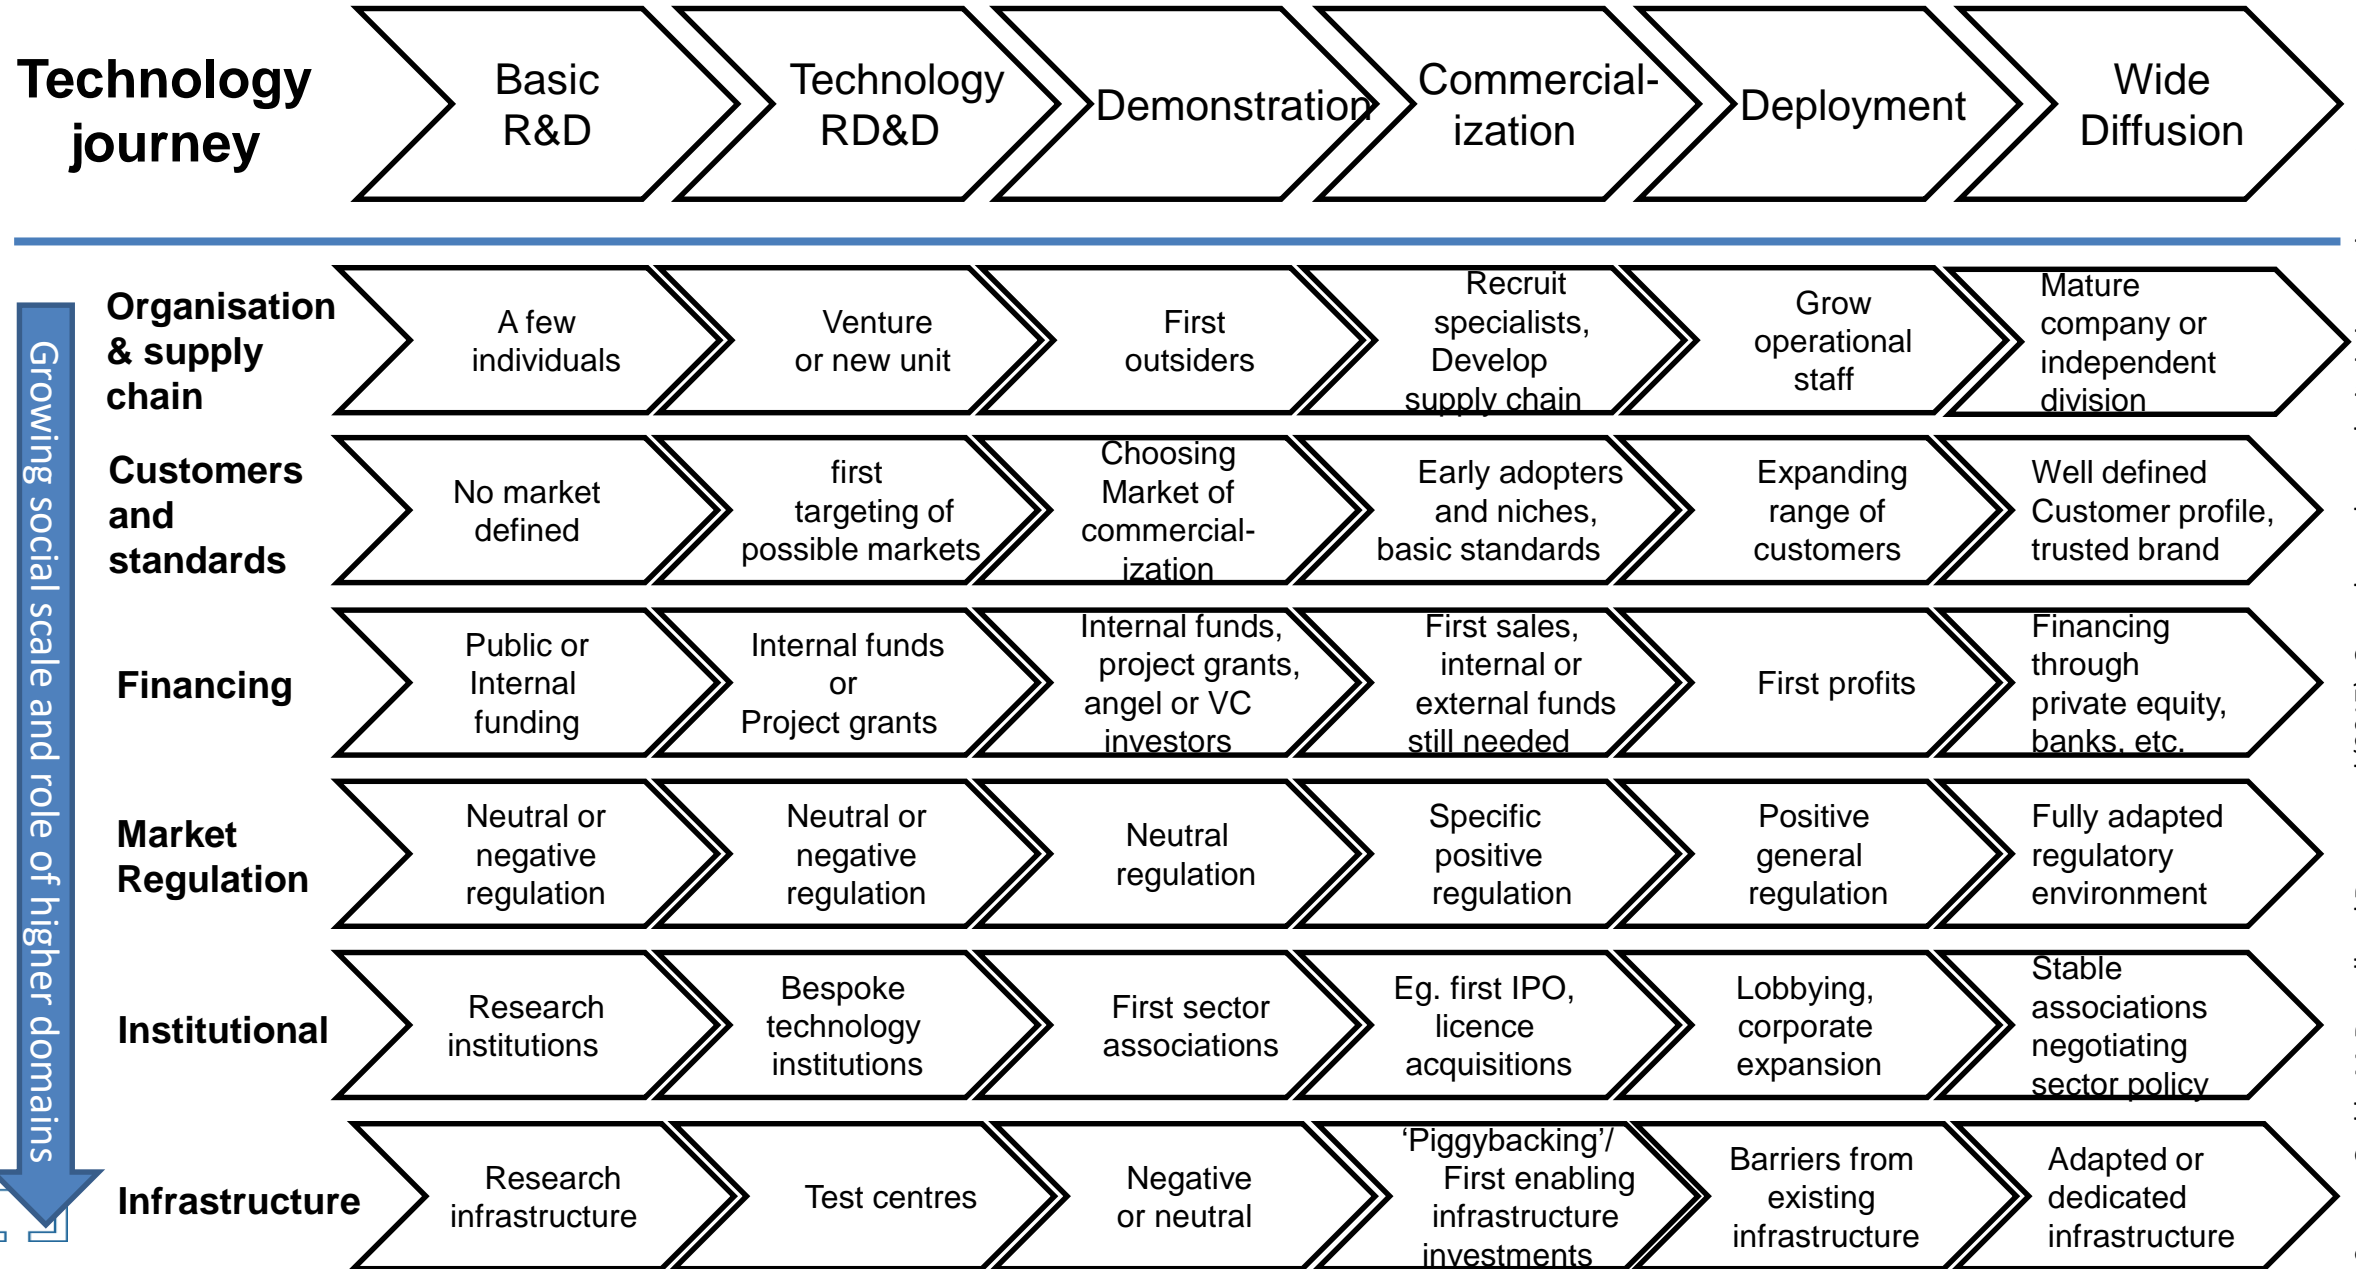 Technology
journey
Basic
R&D
Technology
RD&D
Demonstration
Commercial-
ization
Deployment
Wide
Diffusion
Growing social scale and role of higher domains
Organisation
& supply
chain
A few
individuals
Venture
or new unit
First
outsiders
Recruit
specialists,
Develop
supply chain
Grow
operational
staff
Mature
company or
independent
division
Customers
and
standards
No market
defined
first
targeting of
possible markets
Choosing
Market of
commercial-
ization
Early adopters
and niches,
basic standards
Expanding
range of
customers
Well defined
Customer profile,
trusted brand
Financing
Public or
Internal
funding
Internal funds
or
Project grants
Internal funds,
project grants,
angel or VC
investors
First sales,
internal or
external funds
still needed
First profits
Financing
through
private equity,
banks, etc.
Market
Regulation
Neutral or
negative
regulation
Neutral or
negative
regulation
Neutral
regulation
Specific
positive
regulation
Positive
general
regulation
Fully adapted
regulatory
environment
Institutional
Research
institutions
Bespoke
technology
institutions
First sector
associations
Eg. first IPO,
licence
acquisitions
Lobbying,
corporate
expansion
Stable
associations
negotiating
sector policy
Infrastructure
Research
infrastructure
Test centres
Negative
or neutral
‘Piggybacking’/
First enabling
infrastructure
investments
Barriers from
existing
infrastructure
Adapted or
dedicated
infrastructure